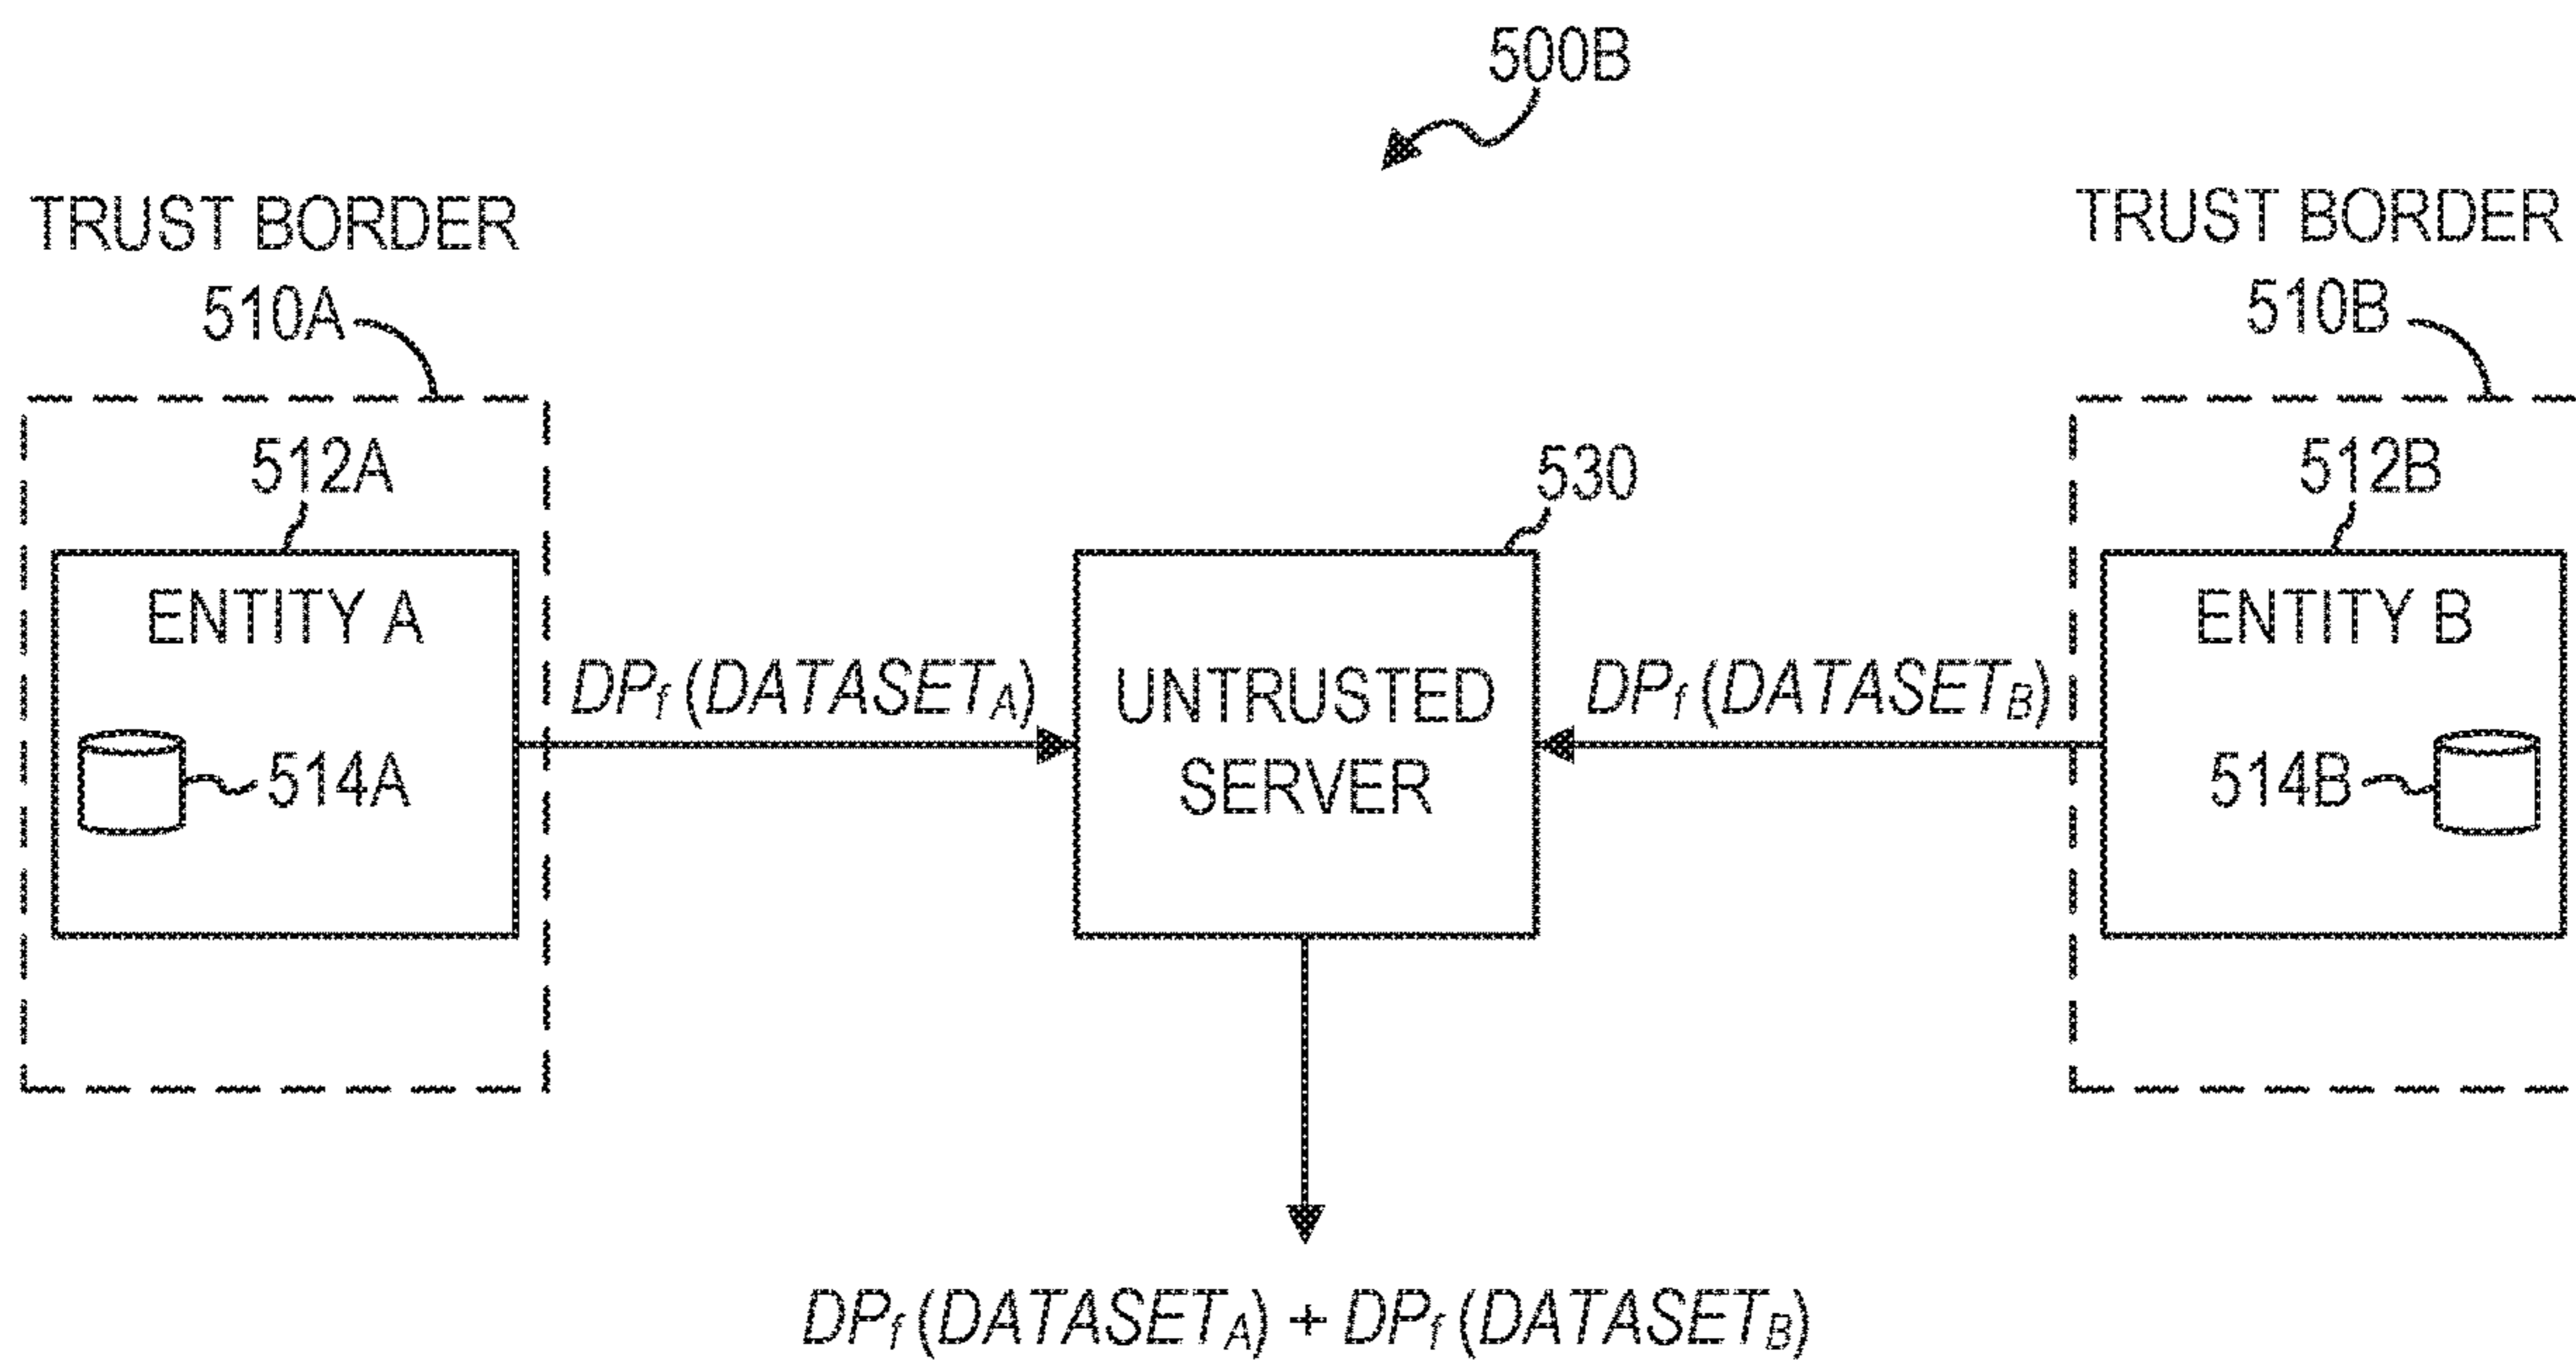 500B
TRUST BORDER
510A
TRUST BORDER
510B
512A
530
512B
ENTITY A
ENTITY B
DPf (DATASETA)
UNTRUSTED
SERVER
DPf (DATASETB)
514A
514B
DPf (DATASETA) + DPf (DATASETB)